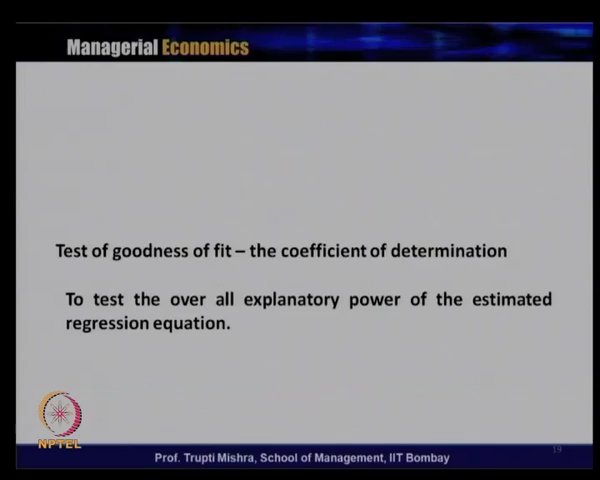 Managerial Economics
Test of goodness of fit – the coefficient of determination
To test the over all explanatory power of the estimated
regression equation.
NPTEL
19
Prof. Trupti Mishra, School of Management, IIT Bombay